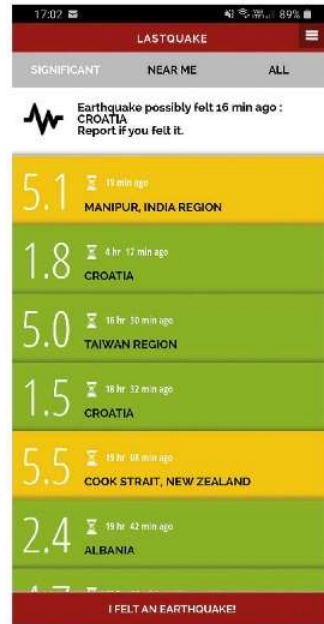 17:02 89%
LASTQUAKE
SIGNIFICANT NEAR ME ALL
Earthquake possibly felt 16 min ago :
CROATIA
Report if you felt it.
5.1 19 min ago
MANIPUR, INDIA REGION
1.8 4 hr 17 min ago
CROATIA
5.0 16 hr 30 min ago
TAIWAN REGION
1.5 18 hr 32 min ago
CROATIA
5.5 19 hr 08 min ago
COOK STRAIT, NEW ZEALAND
2.4 19 hr 42 min ago
ALBANIA
I FELT AN EARTHQUAKE!